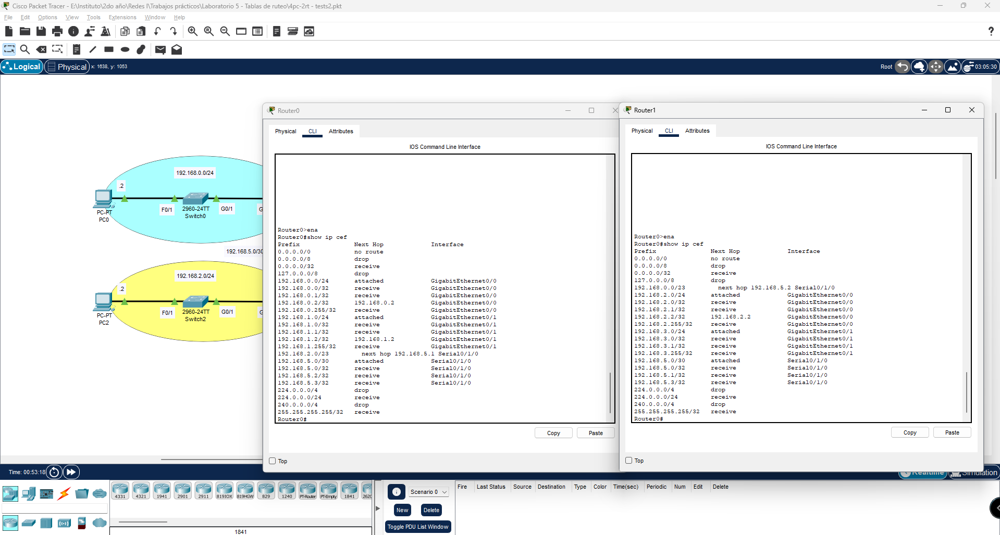 Cisco Packet Tracer - E:\Instituto\2do año\Redes I\Trabajos prácticos\Laboratorio 5 - Tablas de ruteo\4pc-2rt - tests2.pkt
File Edit Options View Tools Extensions Window Help
Logical Physical x: 1638, y: 1053 Root 03:05:30
192.168.0.0/24
.2
F0/1
2960-24TT
Switch0
G0/1
G
PC-PT
PC0
192.168.5.0/30
192.168.2.0/24
.2
F0/1
2960-24TT
Switch2
G0/1
G
PC-PT
PC2
Router0
Physical CLI Attributes
IOS Command Line Interface
Router0>ena
Router0#show ip cef
Prefix Next Hop Interface
0.0.0.0/0 no route
0.0.0.0/8 drop
0.0.0.0/32 receive
127.0.0.0/8 drop
192.168.0.0/24 attached GigabitEthernet0/0
192.168.0.0/32 receive GigabitEthernet0/0
192.168.0.1/32 receive GigabitEthernet0/0
192.168.0.2/32 192.168.0.2 GigabitEthernet0/0
192.168.0.255/32 receive GigabitEthernet0/0
192.168.1.0/24 attached GigabitEthernet0/1
192.168.1.0/32 receive GigabitEthernet0/1
192.168.1.1/32 receive GigabitEthernet0/1
192.168.1.2/32 192.168.1.2 GigabitEthernet0/1
192.168.1.255/32 receive GigabitEthernet0/1
192.168.2.0/23 next hop 192.168.5.1 Serial0/1/0
192.168.5.0/30 attached Serial0/1/0
192.168.5.0/32 receive Serial0/1/0
192.168.5.2/32 receive Serial0/1/0
192.168.5.3/32 receive Serial0/1/0
224.0.0.0/4 drop
224.0.0.0/24 receive
240.0.0.0/4 drop
255.255.255.255/32 receive
Router0#
Copy Paste
Top
Router1
Physical CLI Attributes
IOS Command Line Interface
Router0>ena
Router0#show ip cef
Prefix Next Hop Interface
0.0.0.0/0 no route
0.0.0.0/8 drop
0.0.0.0/32 receive
127.0.0.0/8 drop
192.168.0.0/23 next hop 192.168.5.2 Serial0/1/0
192.168.2.0/24 attached GigabitEthernet0/0
192.168.2.0/32 receive GigabitEthernet0/0
192.168.2.1/32 receive GigabitEthernet0/0
192.168.2.2/32 192.168.2.2 GigabitEthernet0/0
192.168.2.255/32 receive GigabitEthernet0/0
192.168.3.0/24 attached GigabitEthernet0/1
192.168.3.0/32 receive GigabitEthernet0/1
192.168.3.1/32 receive GigabitEthernet0/1
192.168.3.255/32 receive GigabitEthernet0/1
192.168.5.0/30 attached Serial0/1/0
192.168.5.0/32 receive Serial0/1/0
192.168.5.1/32 receive Serial0/1/0
192.168.5.3/32 receive Serial0/1/0
224.0.0.0/4 drop
224.0.0.0/24 receive
240.0.0.0/4 drop
255.255.255.255/32 receive
Router0#
Copy Paste
Top
Time: 00:53:18 Realtime Simulation
4331 4321 1941 2901 2911 819IOX 819HGW 829 1240 PT-Router PT-Empty 1841 2620
1841
Scenario 0
New Delete
Toggle PDU List Window
Fire Last Status Source Destination Type Color Time(sec) Periodic Num Edit Delete